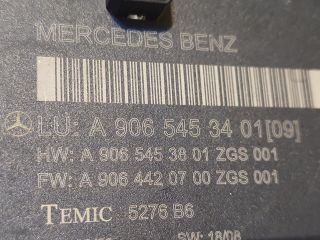 MERCEDES BENZ
LU: A 906 545 34 01[09]
HW: A 906 545 38 01 ZGS 001
FW: A 906 442 07 00 ZGS 001
TEMIC 5276 B6
SW: 18/08